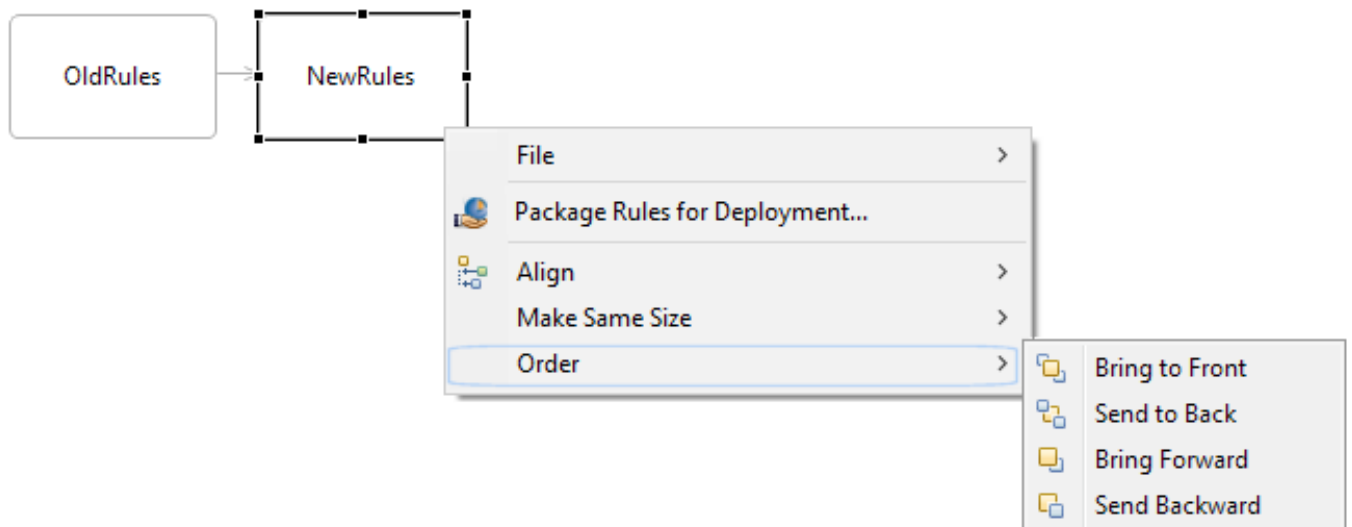 OldRules
NewRules
File
Package Rules for Deployment...
Align
Make Same Size
Order
Bring to Front
Send to Back
Bring Forward
Send Backward